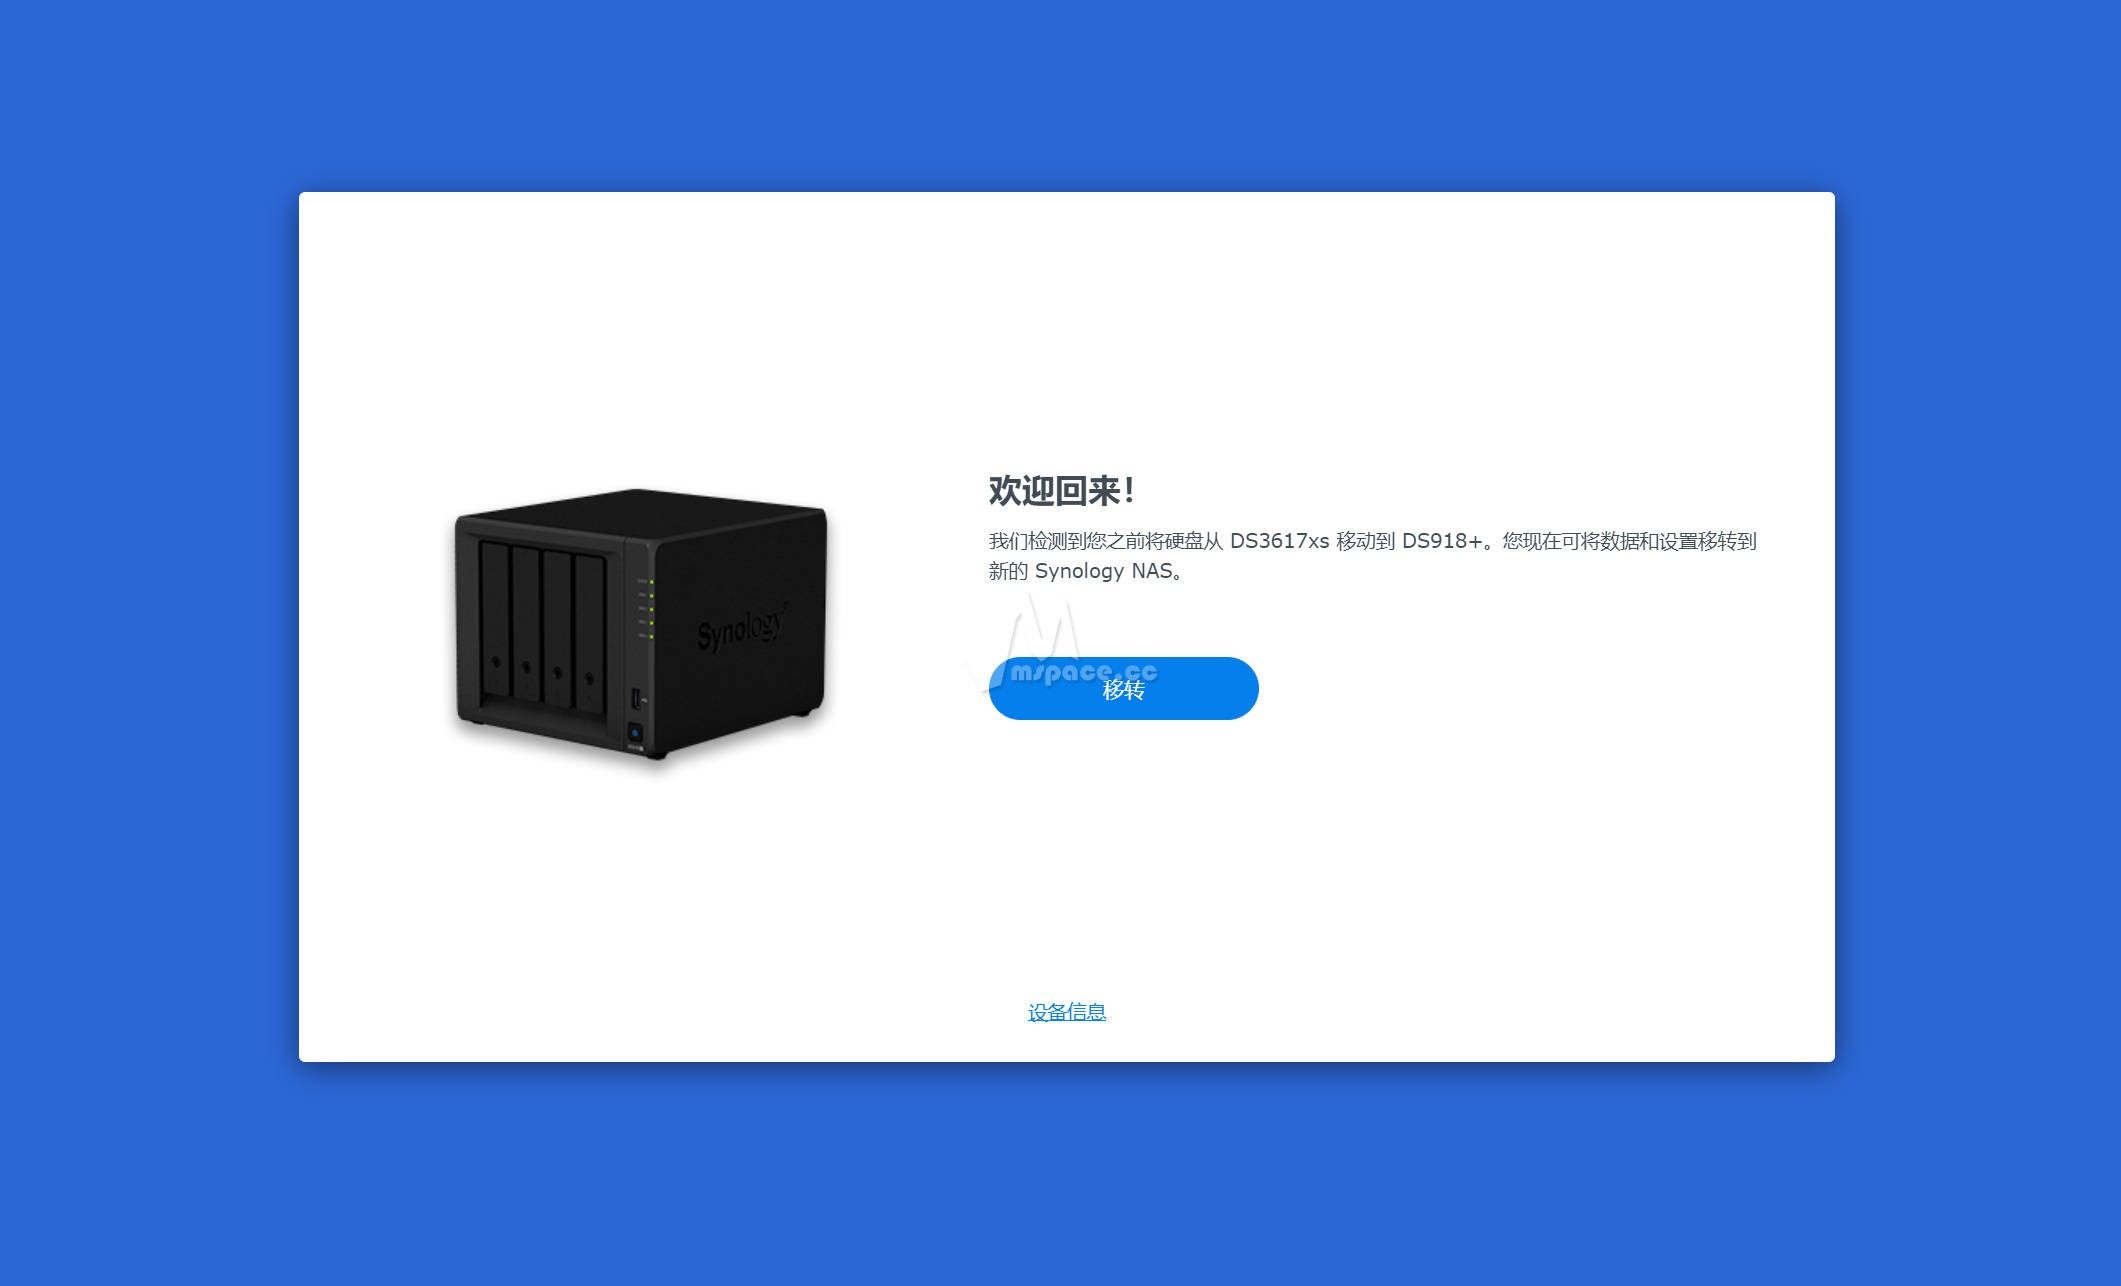 欢迎回来！
我们检测到您之前将硬盘从 DS3617xs 移动到 DS918+。您现在可将数据和设置移转到
新的 Synology NAS。
Synology
mspace.cc
移转
设备信息